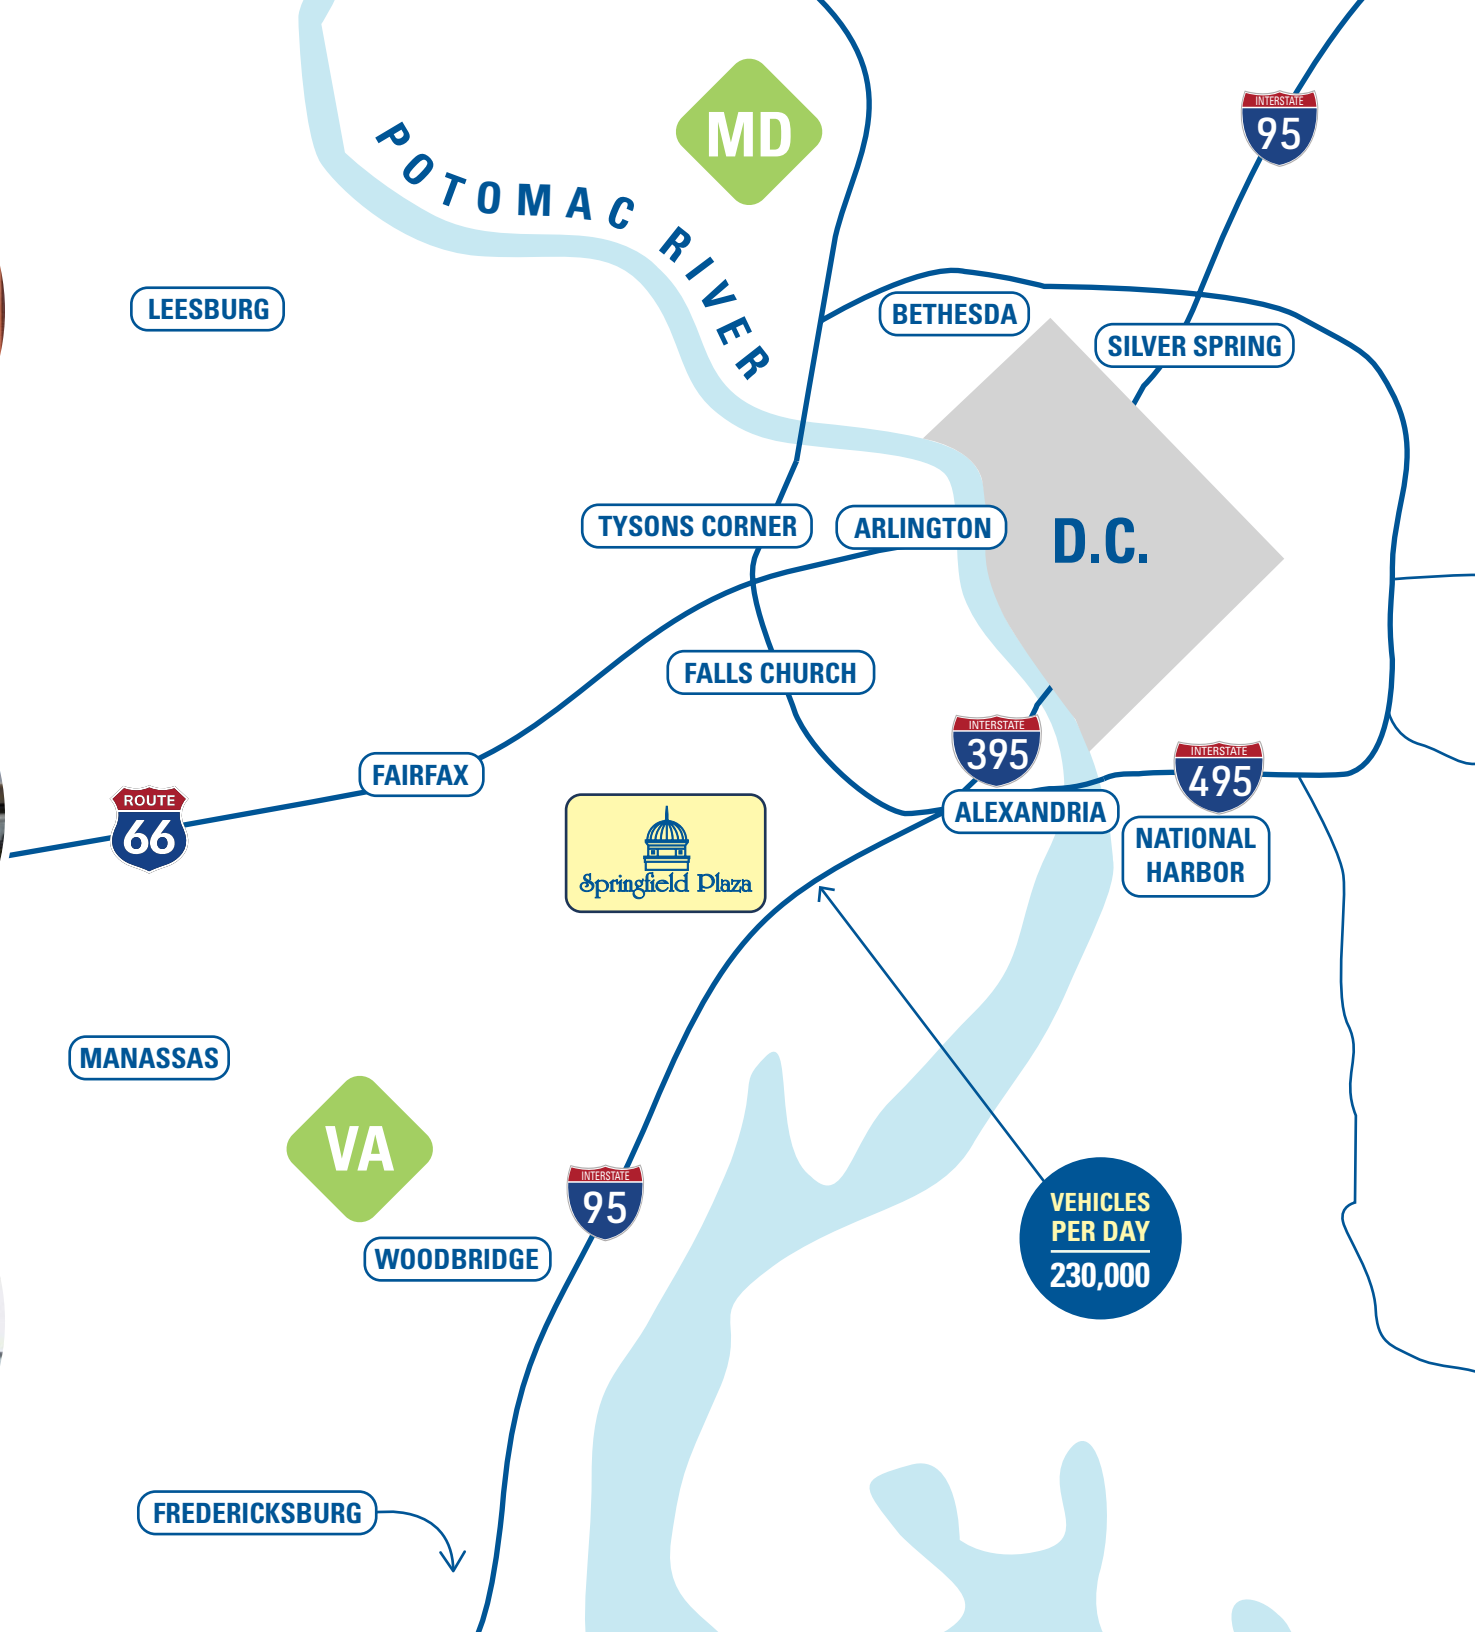 MD
INTERSTATE
95
POTOMAC RIVER
LEESBURG
BETHESDA
SILVER SPRING
TYSONS CORNER
ARLINGTON
D.C.
FALLS CHURCH
INTERSTATE
395
INTERSTATE
495
FAIRFAX
ROUTE
66
ALEXANDRIA
NATIONAL
HARBOR
Springfield Plaza
MANASSAS
VA
INTERSTATE
95
VEHICLES
PER DAY
230,000
WOODBRIDGE
FREDERICKSBURG